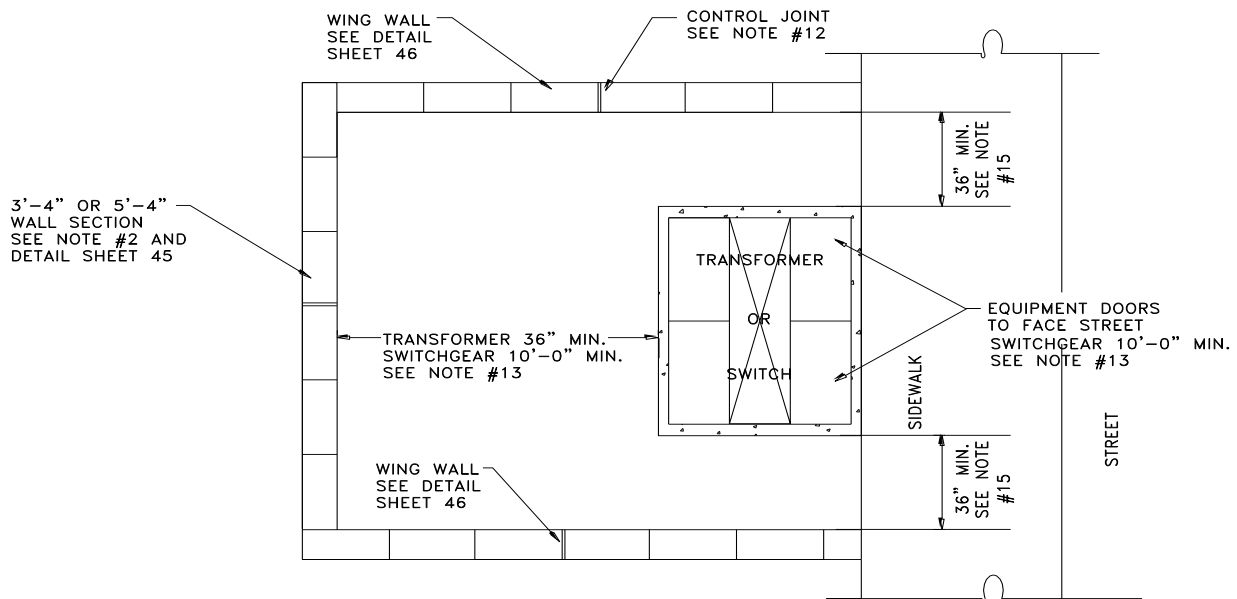 WING WALL
SEE DETAIL
SHEET 46
CONTROL JOINT
SEE NOTE #12
36" MIN.
SEE NOTE
#15
3'-4" OR 5'-4"
WALL SECTION
SEE NOTE #2 AND
DETAIL SHEET 45
TRANSFORMER
OR
SWITCH
TRANSFORMER 36" MIN.
SWITCHGEAR 10'-0" MIN.
SEE NOTE #13
EQUIPMENT DOORS
TO FACE STREET
SWITCHGEAR 10'-0" MIN.
SEE NOTE #13
SIDEWALK
STREET
WING WALL
SEE DETAIL
SHEET 46
36" MIN.
SEE NOTE
#15